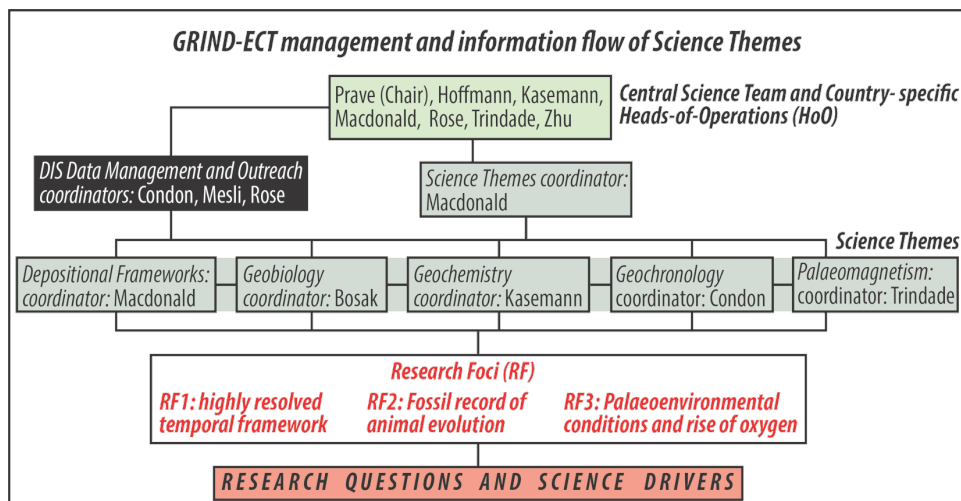 GRIND-ECT management and information flow of Science Themes
Prave (Chair), Hoffmann, Kasemann,
Macdonald, Rose, Trindade, Zhu
Central Science Team and Country- specific
Heads-of-Operations (HoO)
DIS Data Management and Outreach
coordinators: Condon, Mesli, Rose
Science Themes coordinator:
Macdonald
Science Themes
Depositional Frameworks:
coordinator: Macdonald
Geobiology
coordinator: Bosak
Geochemistry
coordinator: Kasemann
Geochronology
coordinator: Condon
Palaeomagnetism:
coordinator: Trindade
Research Foci (RF)
RF1: highly resolved
temporal framework
RF2: Fossil record of
animal evolution
RF3: Palaeoenvironmental
conditions and rise of oxygen
RESEARCH QUESTIONS AND SCIENCE DRIVERS